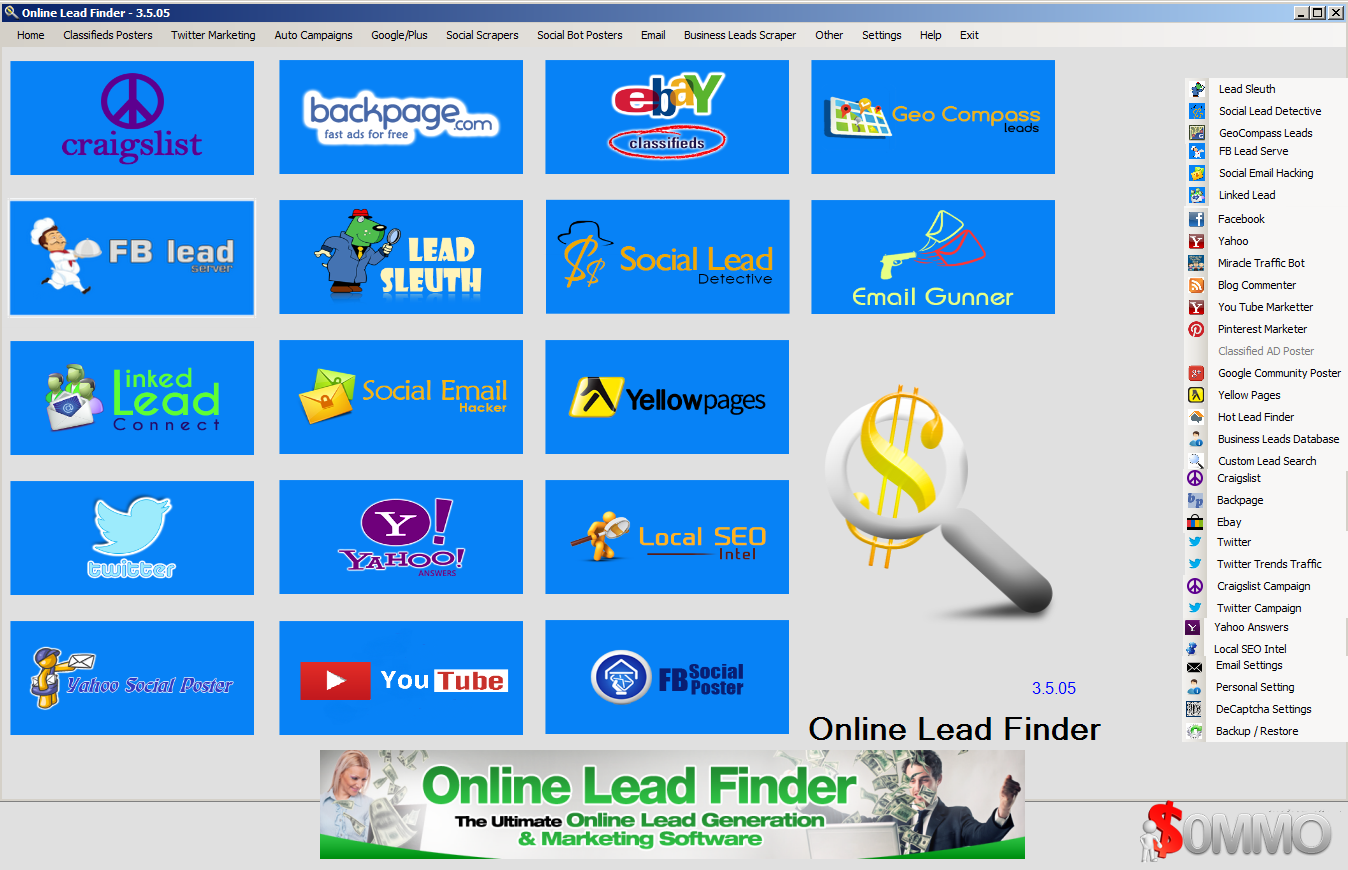 Online Lead Finder - 3.5.05
Home Classifieds Posters Twitter Marketing Auto Campaigns Google/Plus Social Scrapers Social Bot Posters Email Business Leads Scraper Other Settings Help Exit
craigslist
backpage.com
fast ads for free
ebay
classifieds
Geo Compass
leads
FB lead
server
LEAD
SLEUTH
Social Lead
Detective
Email Gunner
Linked
Lead
Connect
Social Email
Hacker
Yellowpages
twitter
Y!
YAHOO!
ANSWERS
Local SEO
Intel
Yahoo Social Poster
YouTube
FB Social
Poster
3.5.05
Online Lead Finder
Lead Sleuth
Social Lead Detective
GeoCompass Leads
FB Lead Serve
Social Email Hacking
Linked Lead
Facebook
Yahoo
Miracle Traffic Bot
Blog Commenter
You Tube Marketter
Pinterest Marketer
Classified AD Poster
Google Community Poster
Yellow Pages
Hot Lead Finder
Business Leads Database
Custom Lead Search
Craigslist
Backpage
Ebay
Twitter
Twitter Trends Traffic
Craigslist Campaign
Twitter Campaign
Yahoo Answers
Local SEO Intel
Email Settings
Personal Setting
DeCaptcha Settings
Backup / Restore
Online Lead Finder
The Ultimate Online Lead Generation
& Marketing Software
$OMMO